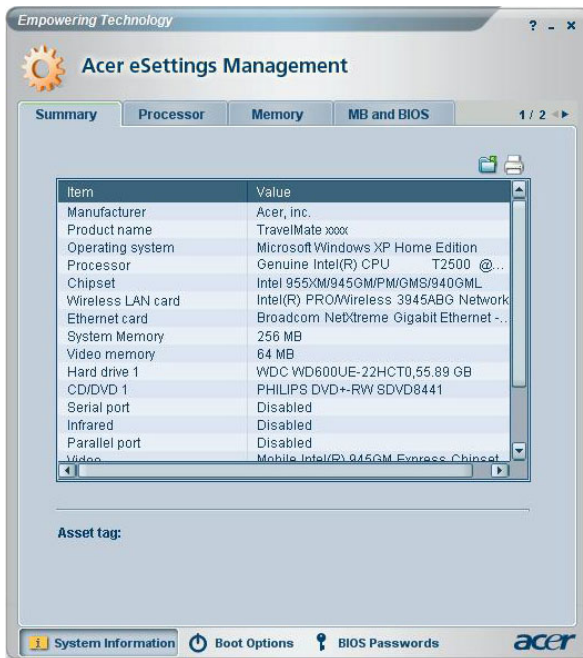 Empowering Technology
? - x
Acer eSettings Management
Summary Processor Memory MB and BIOS 1 / 2
Item Value
Manufacturer Acer, inc.
Product name TravelMate xxxx
Operating system Microsoft Windows XP Home Edition
Processor Genuine Intel(R) CPU T2500 @...
Chipset Intel 955XM/945GM/PM/GMS/940GML
Wireless LAN card Intel(R) PRO/Wireless 3945ABG Network
Ethernet card Broadcom NetXtreme Gigabit Ethernet -..
System Memory 256 MB
Video memory 64 MB
Hard drive 1 WDC WD600UE-22HCT0,55.89 GB
CD/DVD 1 PHILIPS DVD+-RW SDVD8441
Serial port Disabled
Infrared Disabled
Parallel port Disabled
Video Mobile Intel(R) 945GM Express Chipset
Asset tag:
i System Information Boot Options BIOS Passwords acer